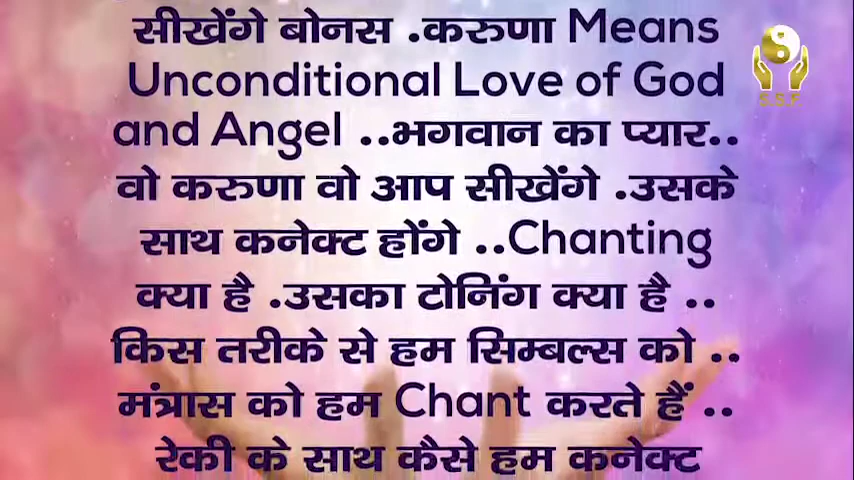 सीखेंगे बोनस .करुणा Means
Unconditional Love of God
and Angel ..भगवान का प्यार..
वो करुणा वो आप सीखेंगे .उसके
साथ कनेक्ट होंगे ..Chanting
क्या है .उसका टोनिंग क्या है ..
किस तरीके से हम सिम्बल्स को ..
मंत्रास को हम Chant करते हैं ..
रेकी के साथ कैसे हम कनेक्ट
S.S.Y